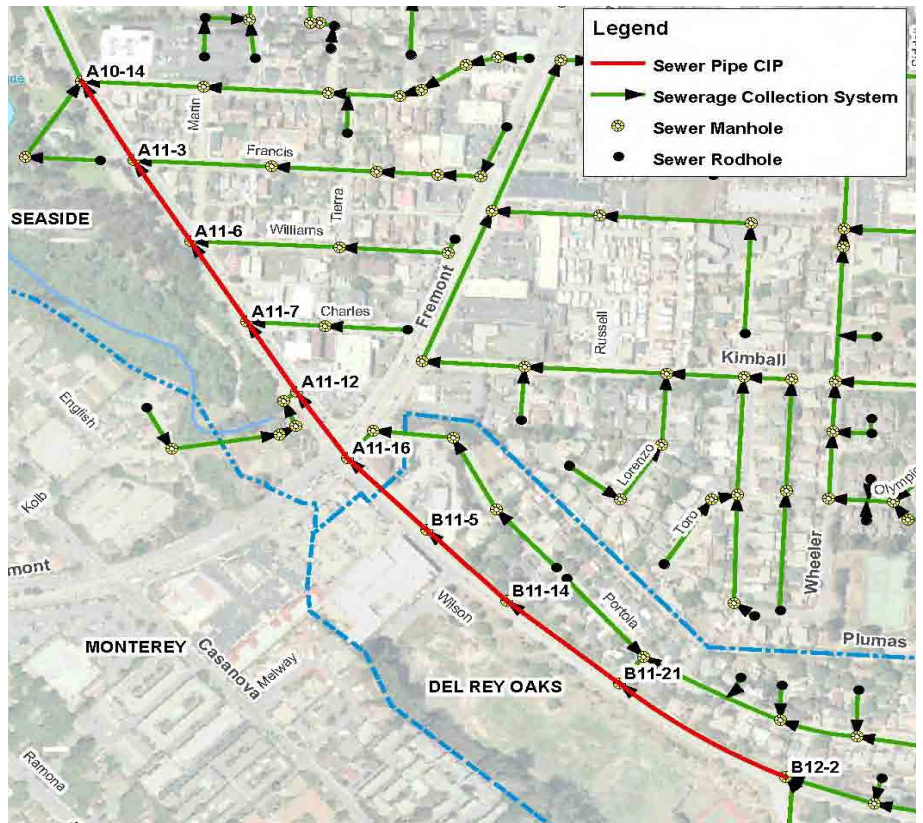 Legend
Sewer Pipe CIP
Sewerage Collection System
Sewer Manhole
Sewer Rodhole
A10-14
Marin
A11-3
Francis
SEASIDE
A11-6
Williams
Tierra
Fremont
A11-7
Charles
Russell
Kimball
A11-12
English
A11-16
Lorenzo
Olympic
Kolb
Toro
B11-5
Wheeler
mont
B11-14
Wilson
Portola
Plumas
MONTEREY
Casanova
Melway
B11-21
DEL REY OAKS
Ramona
B12-2